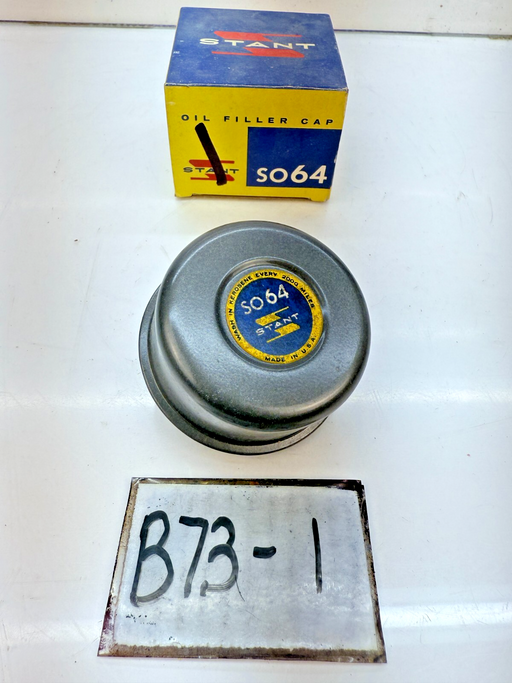 STANT
OIL FILLER CAP
STANT
SO64
WASH IN KEROSENE EVERY 2000 MILES
SO64
STANT
MADE IN U.S.A.
B73-1